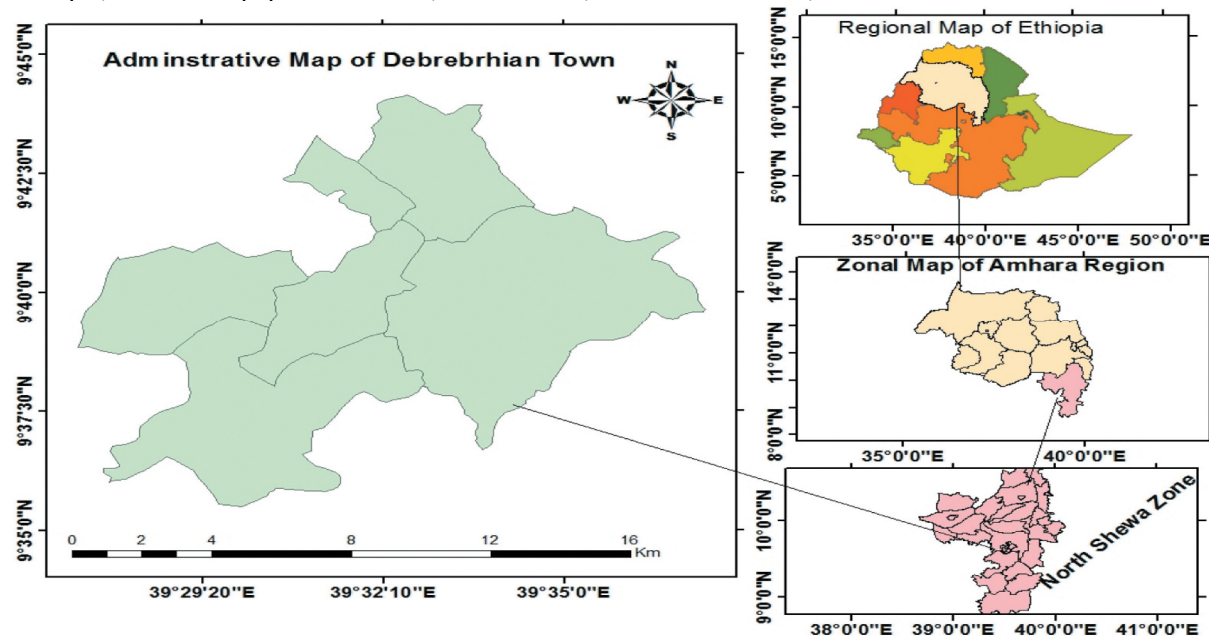 Adminstrative Map of Debrebrhian Town
N
W E
S
9°45'0"N
9°42'30"N
9°40'0"N
9°37'30"N
9°35'0"N
0 2 4 8 12 16
Km
39°29'20"E 39°32'10"E 39°35'0"E
Regional Map of Ethiopia
15°0'0"N
10°0'0"N
5°0'0"N
35°0'0"E 40°0'0"E 45°0'0"E 50°0'0"E
Zonal Map of Amhara Region
14°0'0"N
11°0'0"N
8°0'0"N
35°0'0"E 40°0'0"E
North Shewa Zone
10°0'0"N
9°0'0"N
38°0'0"E 39°0'0"E 40°0'0"E 41°0'0"E